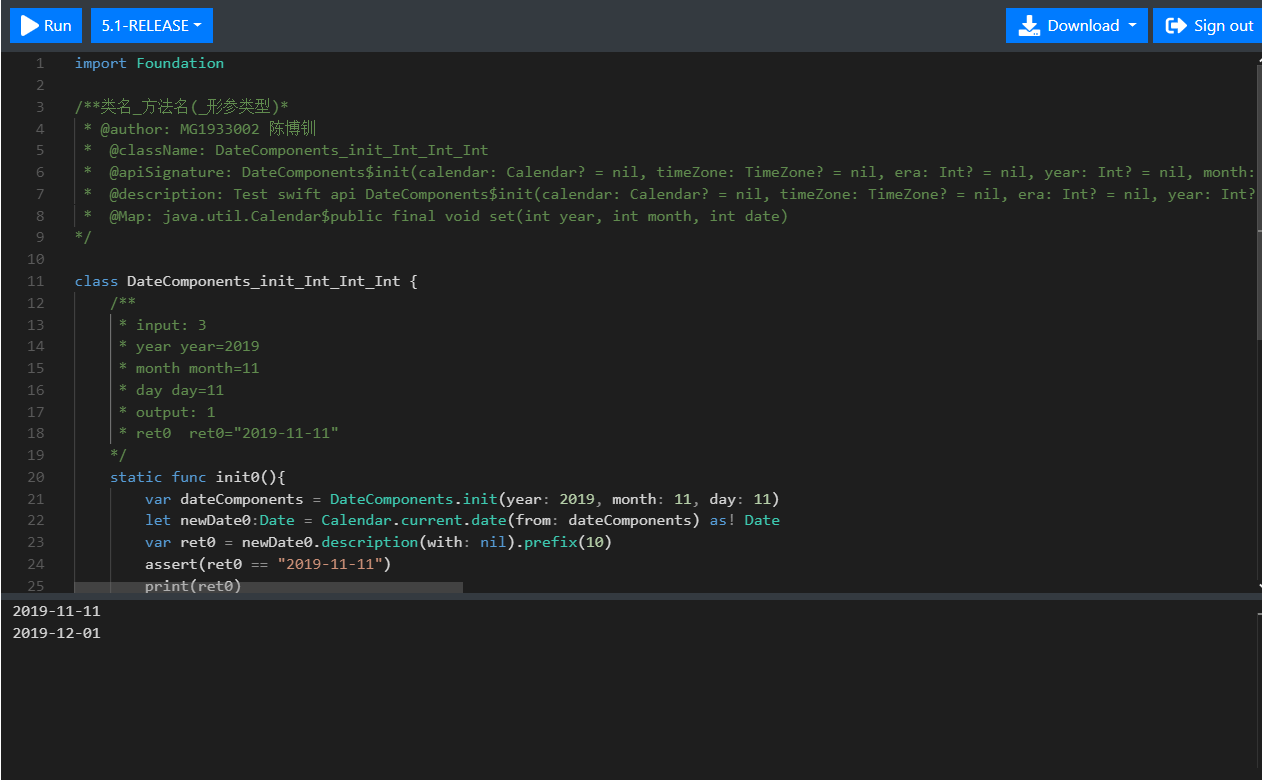 Run 5.1-RELEASE Download Sign out
1 import Foundation
2
3 /**类名_方法名(_形参类型)*
4 * @author: MG1933002 陈博钏
5 * @className: DateComponents_init_Int_Int_Int
6 * @apiSignature: DateComponents$init(calendar: Calendar? = nil, timeZone: TimeZone? = nil, era: Int? = nil, year: Int? = nil, month:
7 * @description: Test swift api DateComponents$init(calendar: Calendar? = nil, timeZone: TimeZone? = nil, era: Int? = nil, year: Int?
8 * @Map: java.util.Calendar$public final void set(int year, int month, int date)
9 */
10
11 class DateComponents_init_Int_Int_Int {
12 /**
13 * input: 3
14 * year year=2019
15 * month month=11
16 * day day=11
17 * output: 1
18 * ret0  ret0="2019-11-11"
19 */
20 static func init0(){
21 var dateComponents = DateComponents.init(year: 2019, month: 11, day: 11)
22 let newDate0:Date = Calendar.current.date(from: dateComponents) as! Date
23 var ret0 = newDate0.description(with: nil).prefix(10)
24 assert(ret0 == "2019-11-11")
25 print(ret0)
2019-11-11
2019-12-01